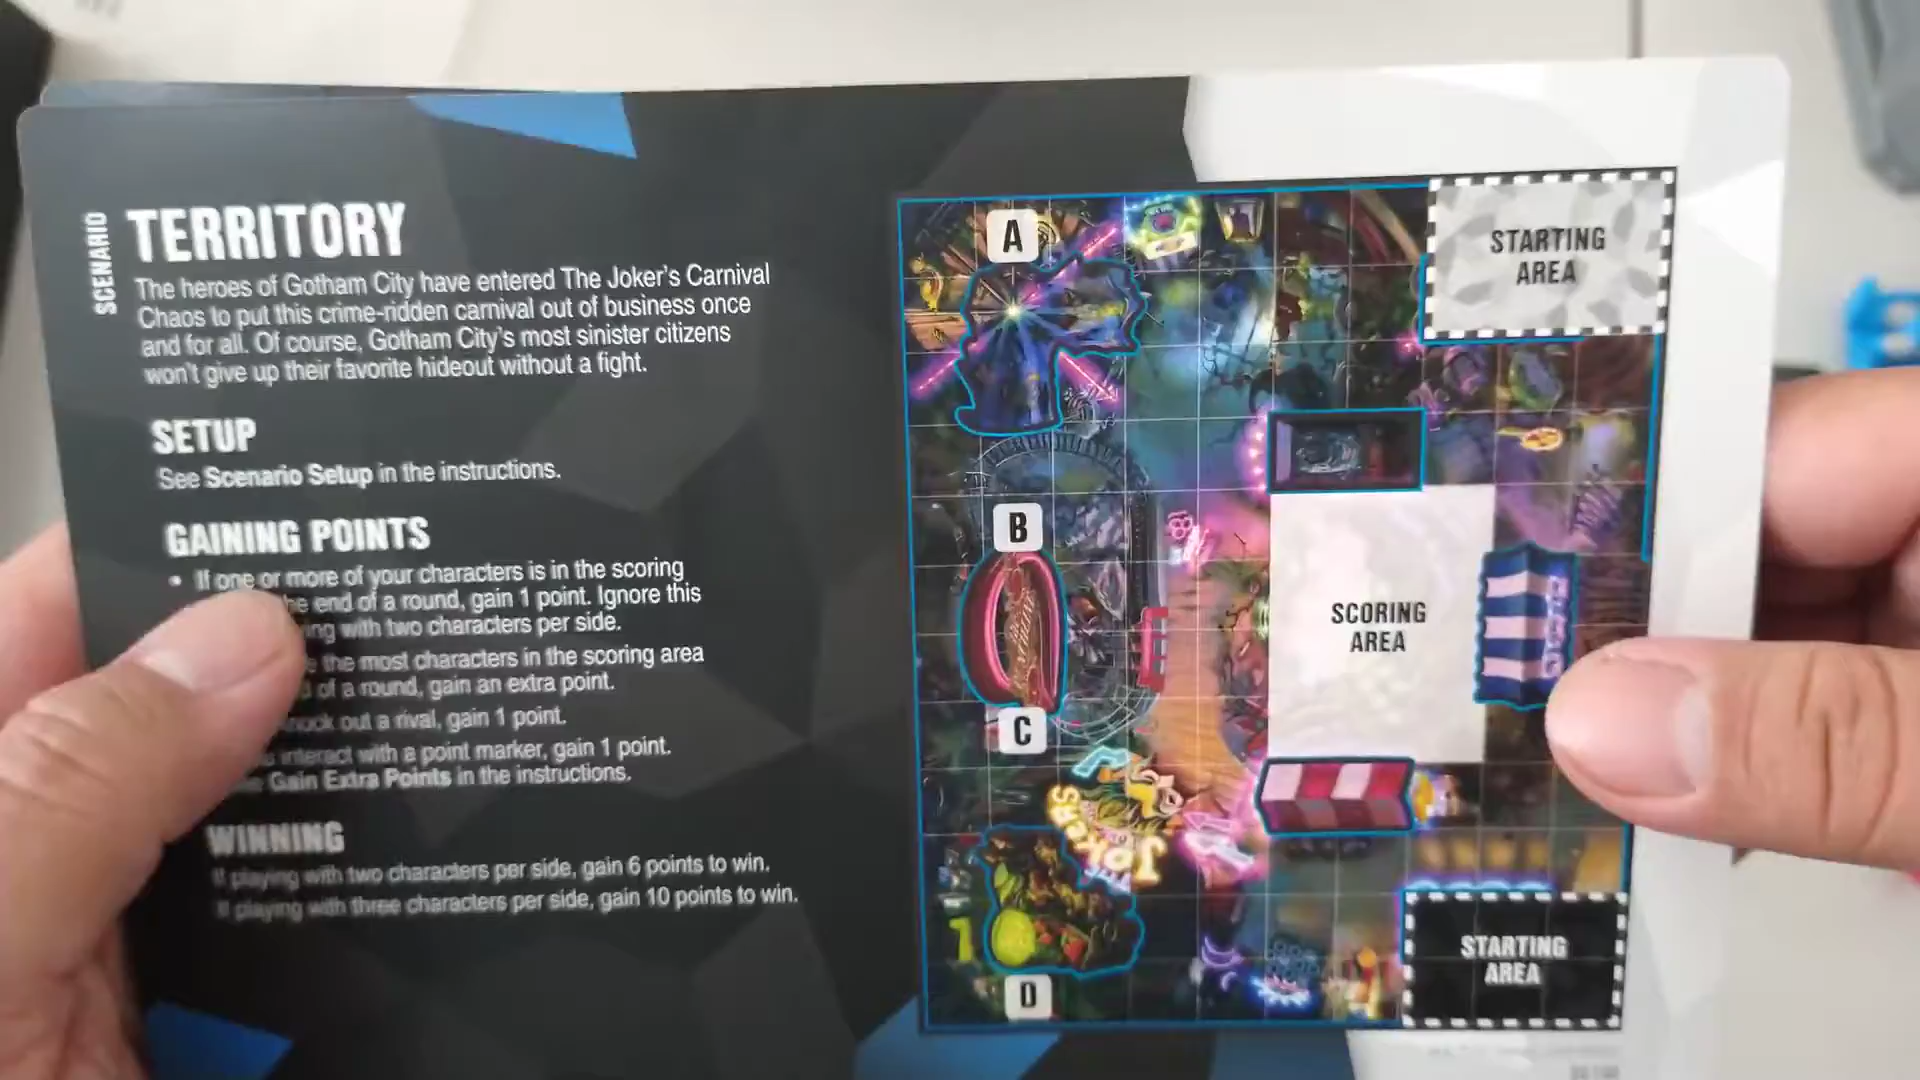 SCENARIO
TERRITORY
The heroes of Gotham City have entered The Joker's Carnival
Chaos to put this crime-ridden carnival out of business once
and for all. Of course, Gotham City's most sinister citizens
won't give up their favorite hideout without a fight.
SETUP
See Scenario Setup in the instructions.
GAINING POINTS
• If one or more of your characters is in the scoring
end of a round, gain 1 point. Ignore this
with two characters per side.
the most characters in the scoring area
of a round, gain an extra point.
out a rival, gain 1 point.
interact with a point marker, gain 1 point.
Gain Extra Points in the instructions.
WINNING
If playing with two characters per side, gain 6 points to win.
If playing with three characters per side, gain 10 points to win.
A
B
C
D
STARTING
AREA
SCORING
AREA
THE
JOKER'S
STARTING
AREA